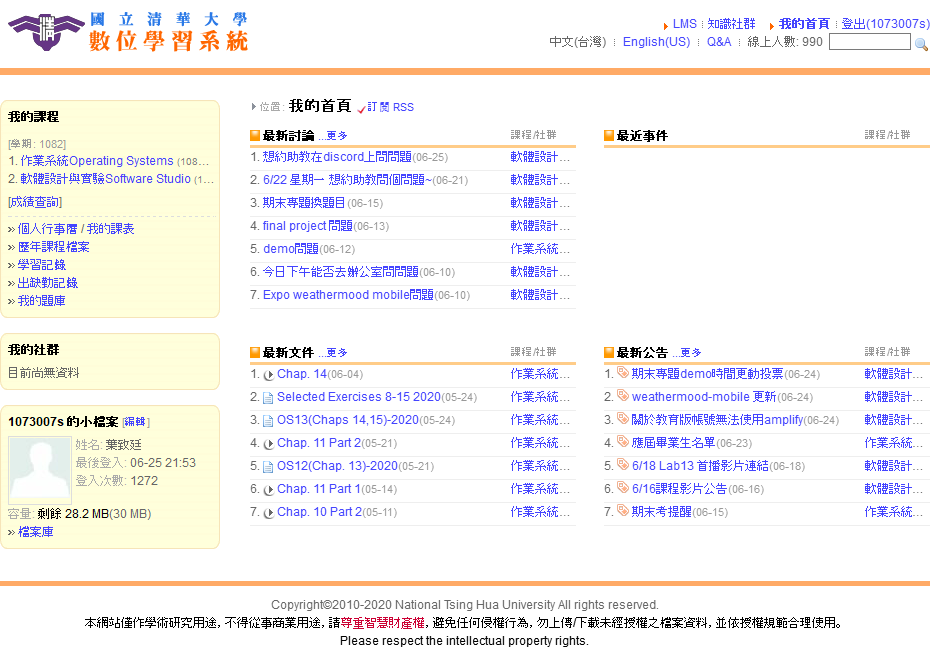 國立清華大學
數位學習系統
LMS 知識社群 我的首頁 登出(1073007s)
中文(台灣) English(US) Q&A 線上人數: 990
我的課程
[學期: 1082]
1. 作業系統Operating Systems (108...
2. 軟體設計與實驗Software Studio (1...
[成績查詢]
» 個人行事曆 / 我的課表
» 歷年課程檔案
» 學習記錄
» 出缺勤記錄
» 我的題庫
我的社群
目前尚無資料
1073007s 的小檔案 [編輯]
姓名: 葉致廷
最後登入: 06-25 21:53
登入次數: 1272
容量: 剩餘 28.2 MB(30 MB)
» 檔案庫
位置: 我的首頁 訂閱 RSS
最新討論 ...更多 課程/社群
1. 想約助教在discord上問問題(06-25) 軟體設計...
2. 6/22 星期一 想約助教問個問題~(06-21) 軟體設計...
3. 期末專題換題目(06-15) 軟體設計...
4. final project 問題(06-13) 軟體設計...
5. demo問題(06-12) 作業系統...
6. 今日下午能否去辦公室問問題(06-10) 軟體設計...
7. Expo weathermood mobile問題(06-10) 軟體設計...
最近事件 課程/社群
最新文件 ...更多 課程/社群
1. Chap. 14(06-04) 作業系統...
2. Selected Exercises 8-15 2020(05-24) 作業系統...
3. OS13(Chaps 14,15)-2020(05-24) 作業系統...
4. Chap. 11 Part 2(05-21) 作業系統...
5. OS12(Chap. 13)-2020(05-21) 作業系統...
6. Chap. 11 Part 1(05-14) 作業系統...
7. Chap. 10 Part 2(05-11) 作業系統...
最新公告 ...更多 課程/社群
1. 期末專題demo時間更動投票(06-24) 軟體設計...
2. weathermood-mobile 更新(06-24) 軟體設計...
3. 關於教育版帳號無法使用amplify(06-24) 軟體設計...
4. 應屆畢業生名單(06-23) 作業系統...
5. 6/18 Lab13 首播影片連結(06-18) 軟體設計...
6. 6/16課程影片公告(06-16) 軟體設計...
7. 期末考提醒(06-15) 作業系統...
Copyright©2010-2020 National Tsing Hua University All rights reserved.
本網站僅作學術研究用途, 不得從事商業用途, 請尊重智慧財產權, 避免任何侵權行為, 勿上傳/下載未經授權之檔案資料, 並依授權規範合理使用。
Please respect the intellectual property rights.